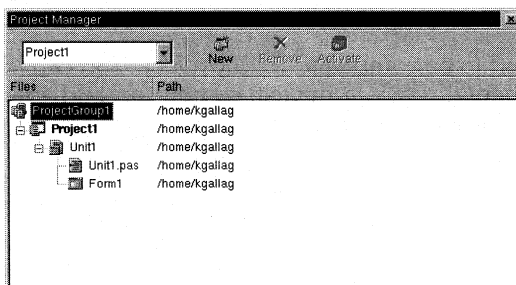 Project Manager
Project1
New Remove Activate
Files Path
ProjectGroup1 /home/kgallag
Project1 /home/kgallag
Unit1 /home/kgallag
Unit1.pas /home/kgallag
Form1 /home/kgallag